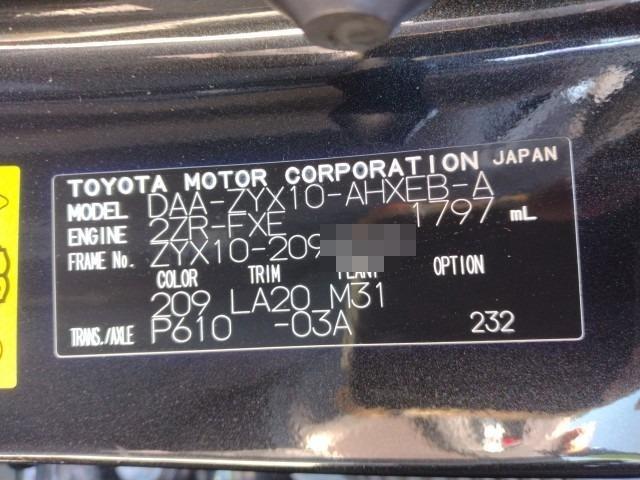 TOYOTA MOTOR CORPORATION JAPAN
MODEL DAA-ZYX10-AHXEB-A
ENGINE 2ZR-FXE 1797 mL
FRAME No. ZYX10-209
COLOR TRIM PLANT OPTION
209 LA20 M31
TRANS./AXLE P610 -03A 232